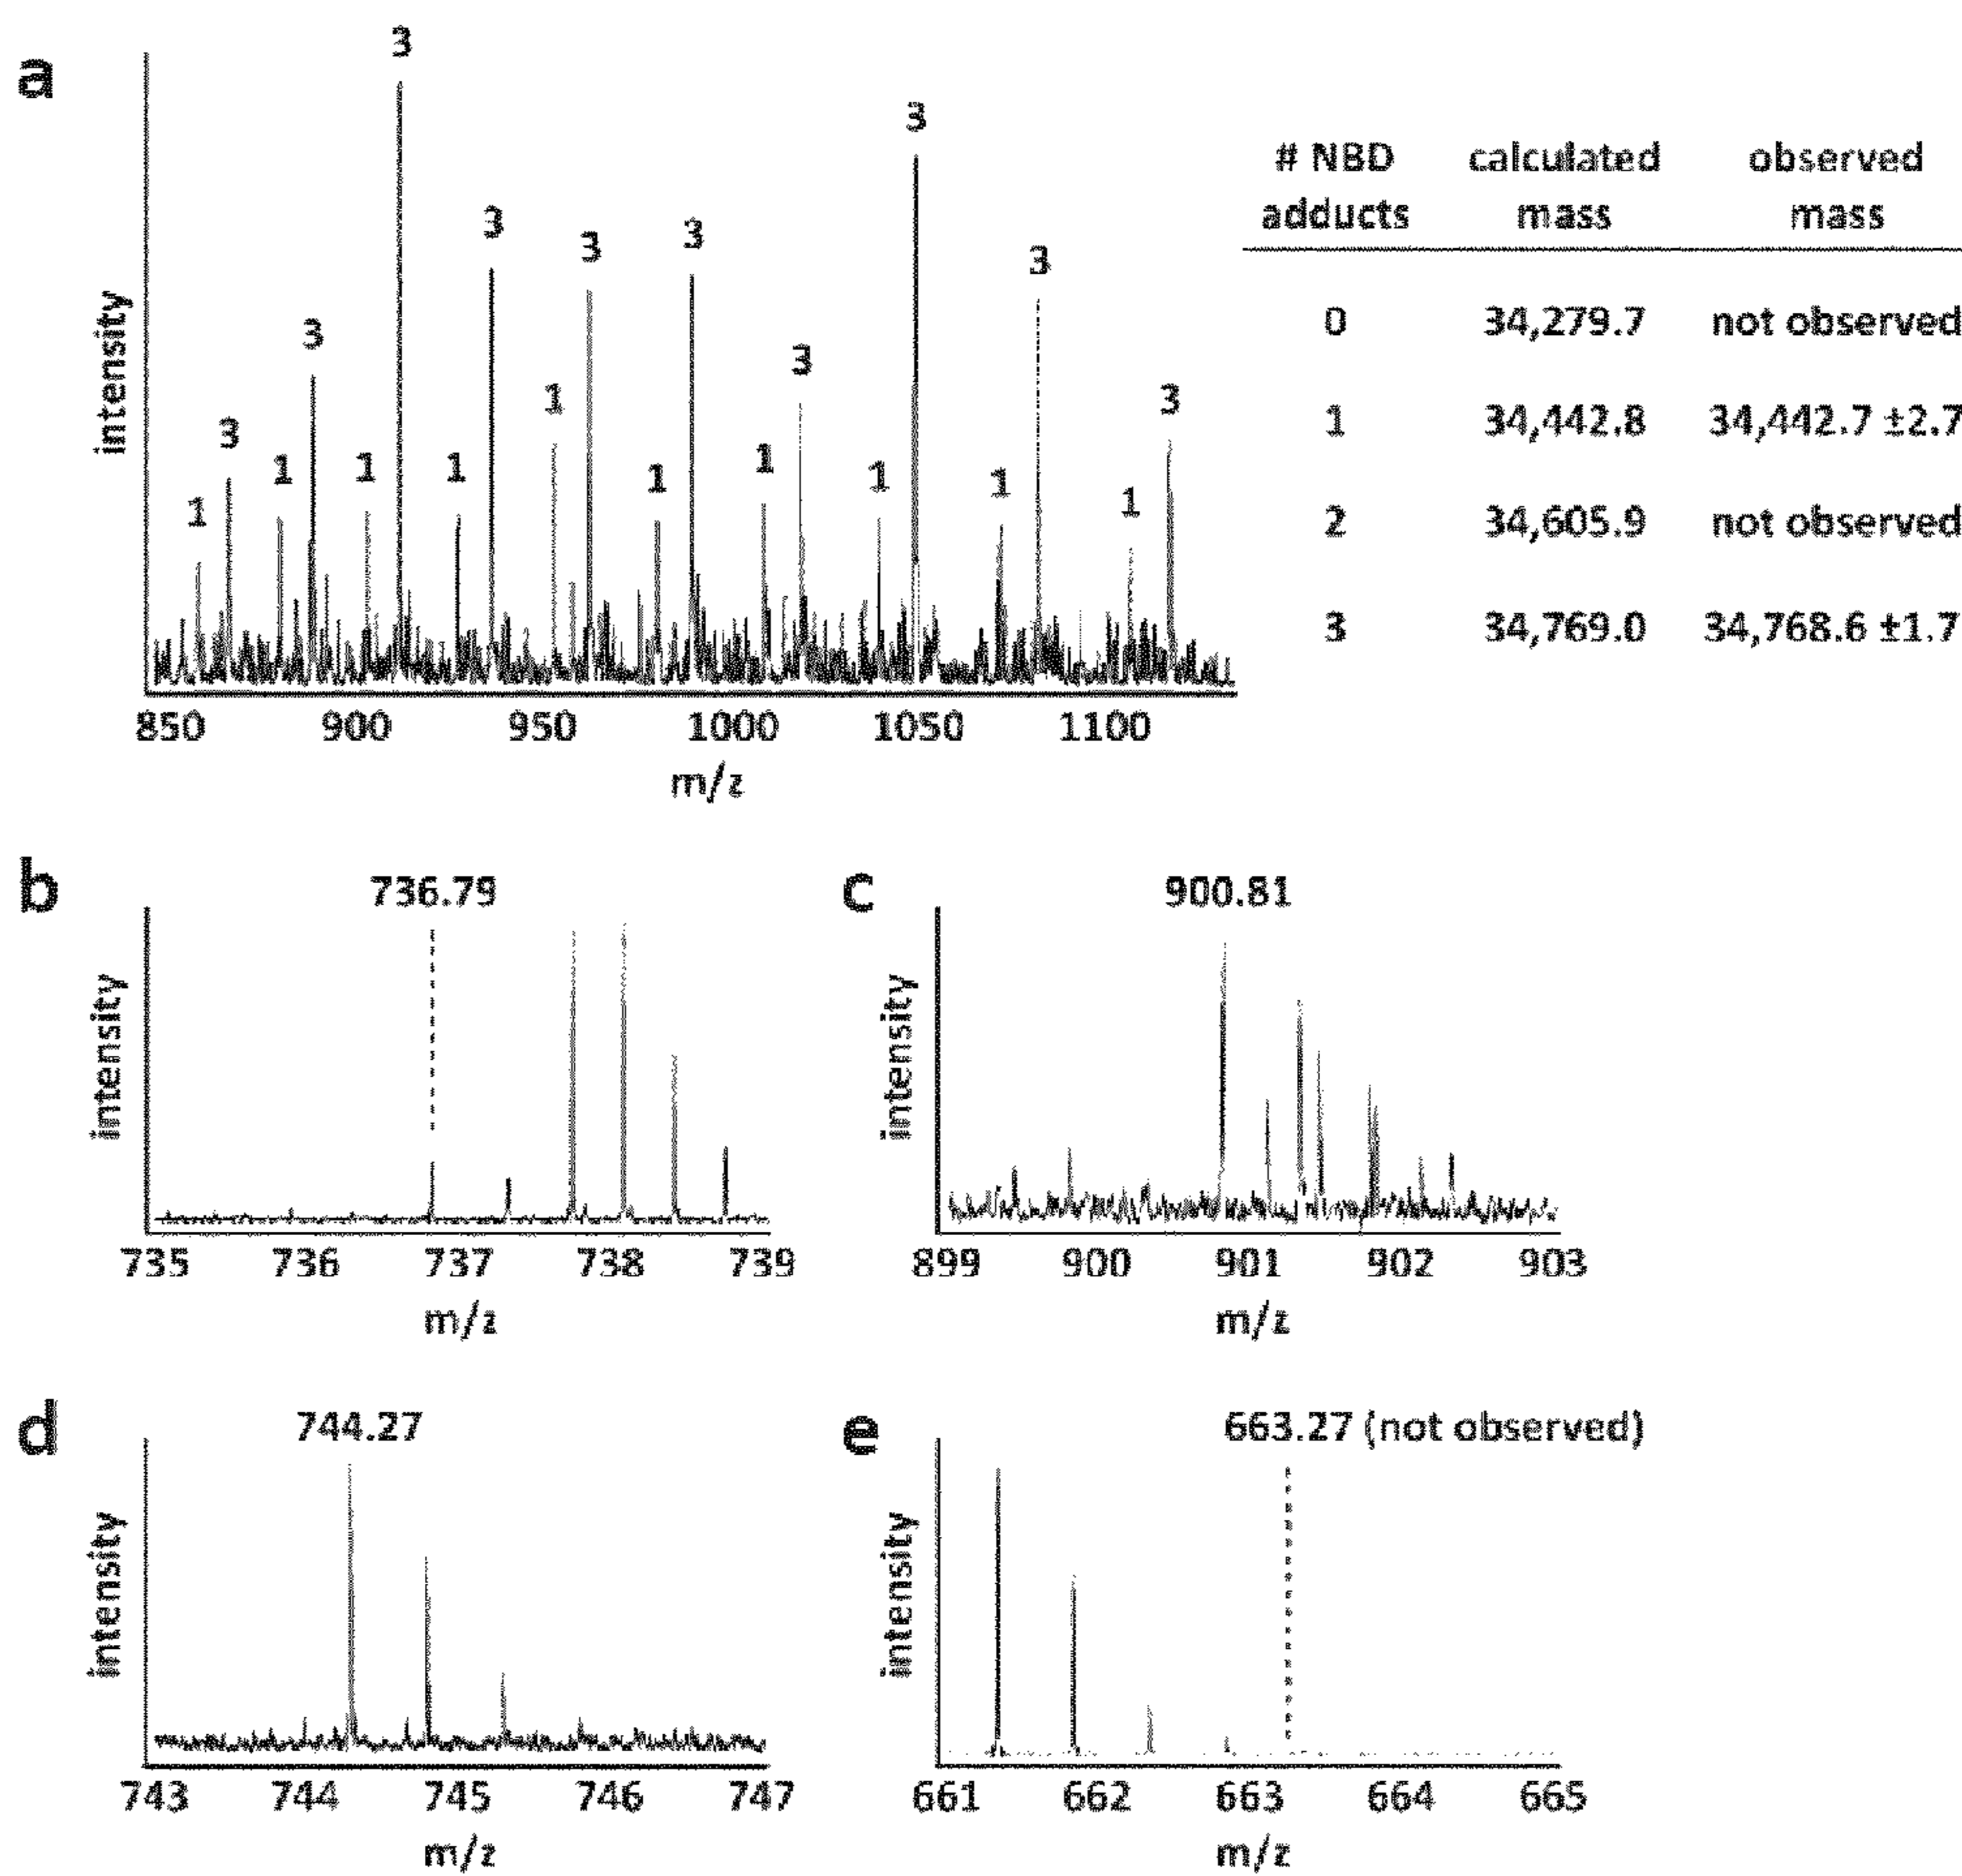 a
3
3
3
3
3
3
3
3
3
3
1
1
1
1
1
1
1
1
1
1
intensity
850 900 950 1000 1050 1100
m/z
# NBD calculated observed
adducts mass mass
0 34,279.7 not observed
1 34,442.8 34,442.7 ±2.7
2 34,605.9 not observed
3 34,769.0 34,768.6 ±1.7
b
736.79
intensity
735 736 737 738 739
m/z
c
900.81
intensity
899 900 901 902 903
m/z
d
744.27
intensity
743 744 745 746 747
m/z
e
663.27 (not observed)
intensity
661 662 663 664 665
m/z